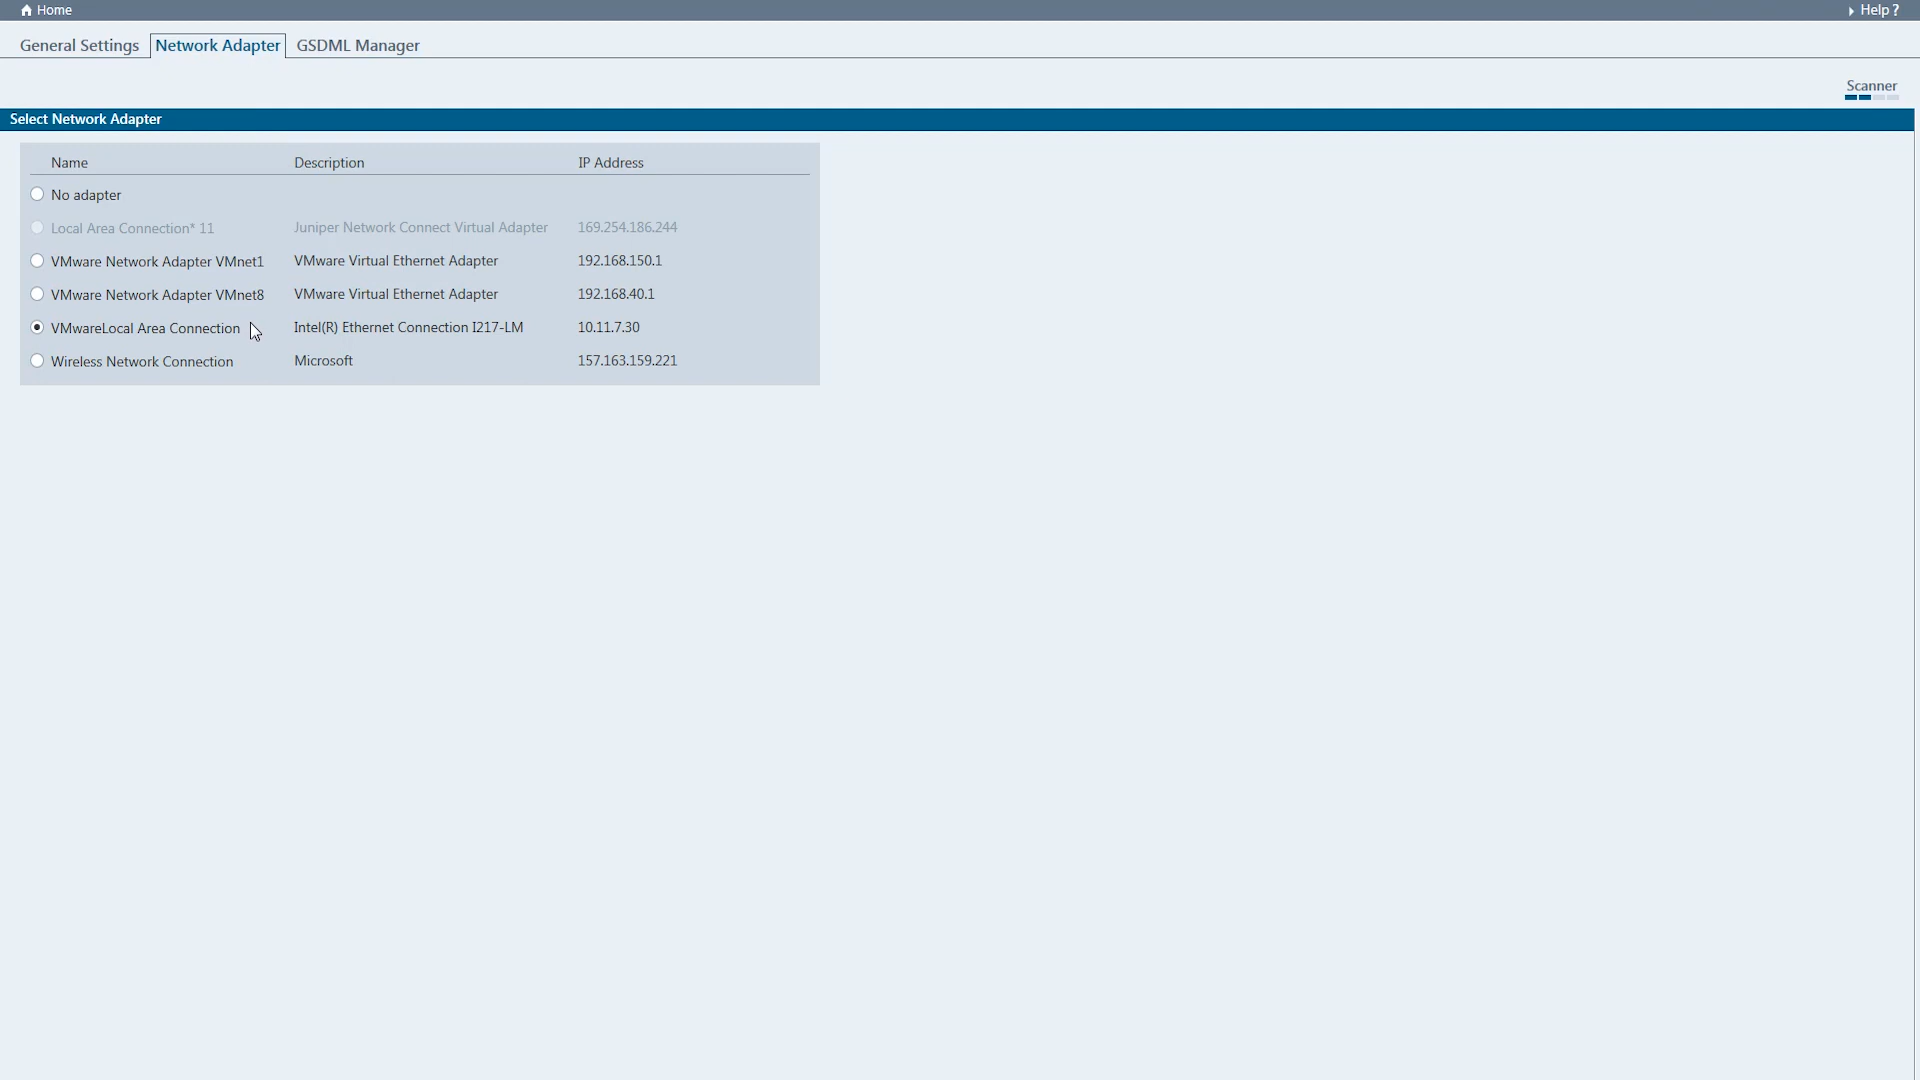 Home
Help ?
General Settings
Network Adapter
GSDML Manager
Scanner
Select Network Adapter
Name Description IP Address
No adapter
Local Area Connection* 11 Juniper Network Connect Virtual Adapter 169.254.186.244
VMware Network Adapter VMnet1 VMware Virtual Ethernet Adapter 192.168.150.1
VMware Network Adapter VMnet8 VMware Virtual Ethernet Adapter 192.168.40.1
VMwareLocal Area Connection Intel(R) Ethernet Connection I217-LM 10.11.7.30
Wireless Network Connection Microsoft 157.163.159.221